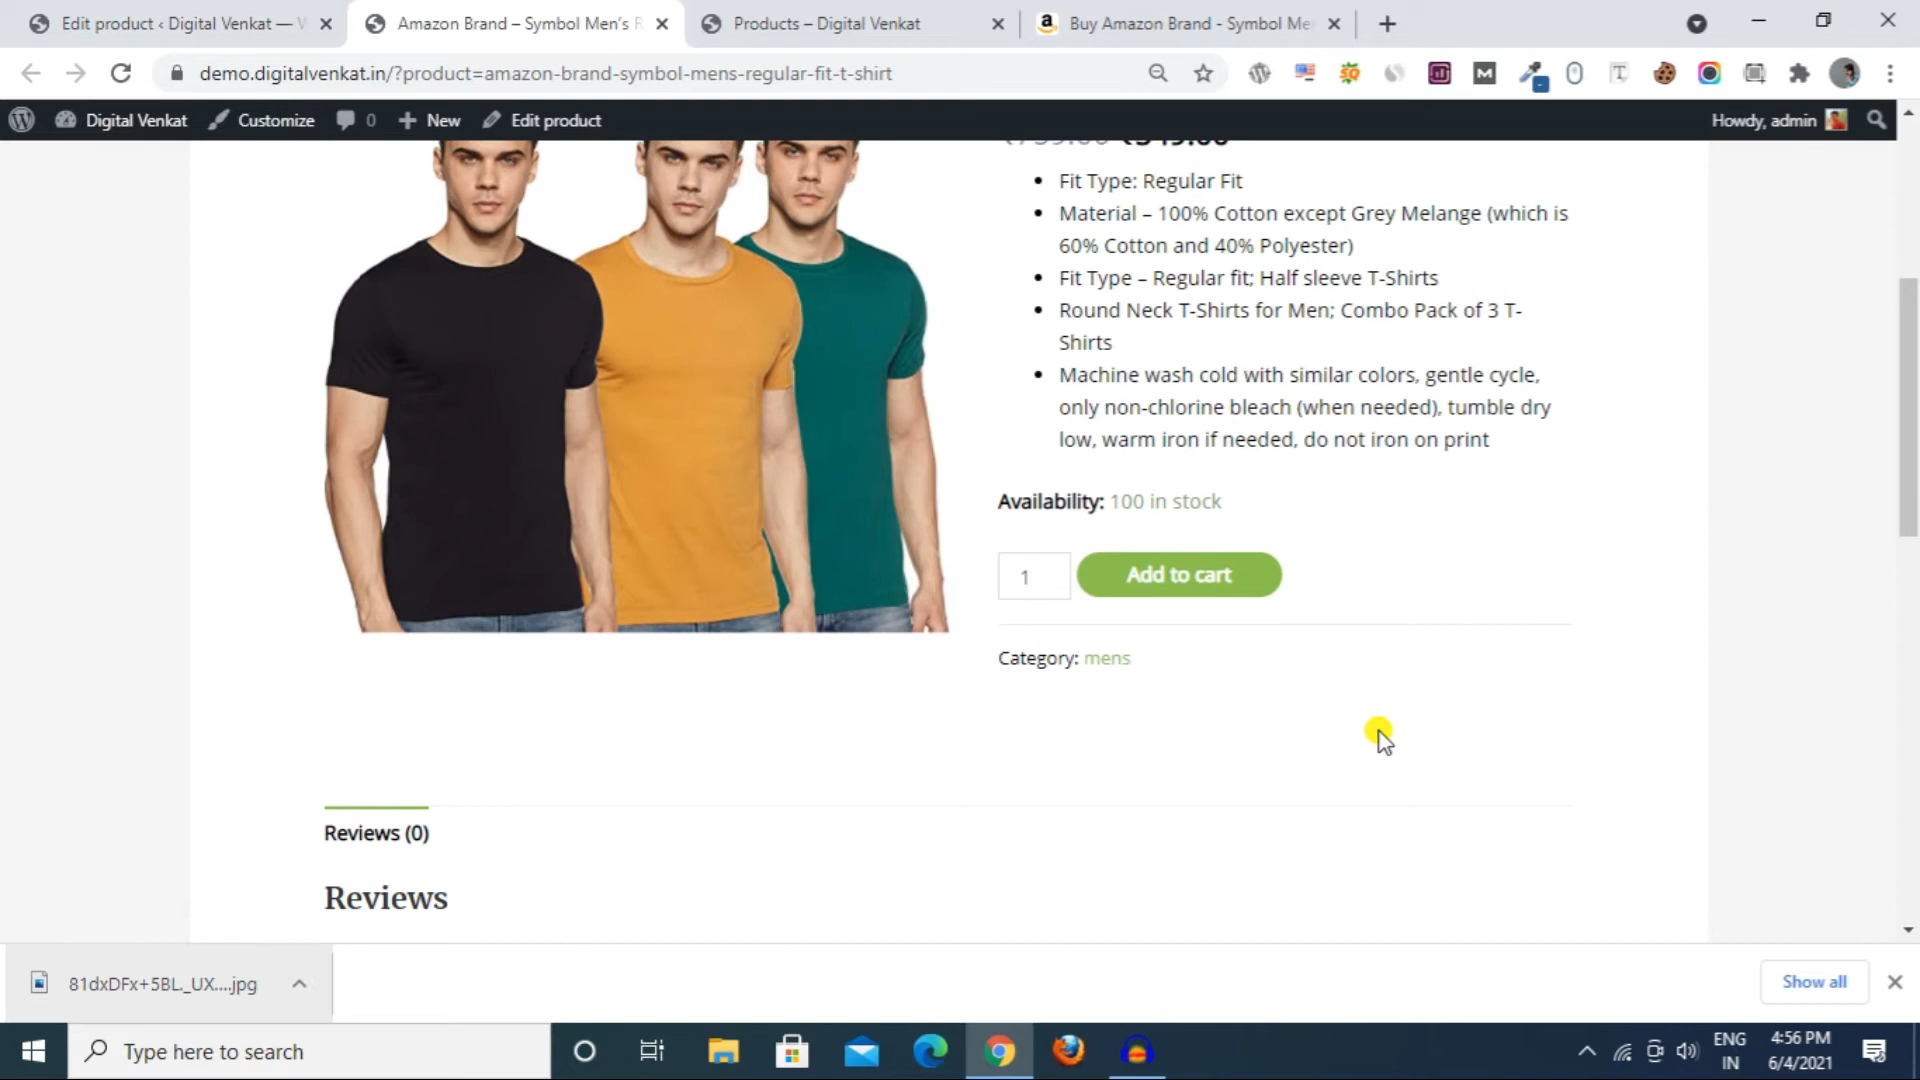 Edit product ‹ Digital Venkat — W
Amazon Brand – Symbol Men's R
Products – Digital Venkat
Buy Amazon Brand - Symbol Me
demo.digitalvenkat.in/?product=amazon-brand-symbol-mens-regular-fit-t-shirt
Digital Venkat
Customize
0
New
Edit product
Howdy, admin
Fit Type: Regular Fit
Material – 100% Cotton except Grey Melange (which is
60% Cotton and 40% Polyester)
Fit Type – Regular fit; Half sleeve T-Shirts
Round Neck T-Shirts for Men; Combo Pack of 3 T-
Shirts
Machine wash cold with similar colors, gentle cycle,
only non-chlorine bleach (when needed), tumble dry
low, warm iron if needed, do not iron on print
Availability: 100 in stock
1
Add to cart
Category: mens
Reviews (0)
Reviews
81dxDFx+5BL._UX....jpg
Show all
Type here to search
ENG
IN
4:56 PM
6/4/2021